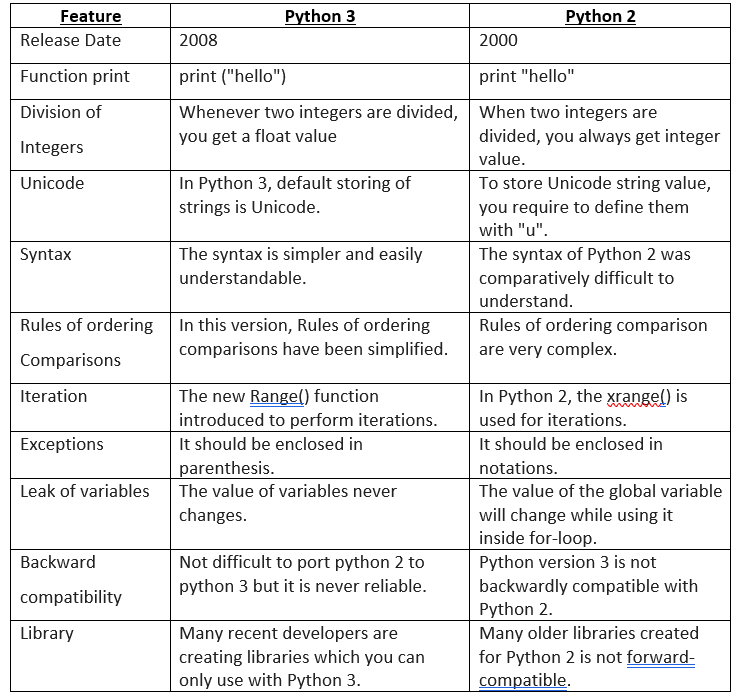 Feature
Python 3
Python 2
Release Date
2008
2000
Function print
print ("hello")
print "hello"
Division of
Integers
Whenever two integers are divided,
you get a float value
When two integers are
divided, you always get integer
value.
Unicode
In Python 3, default storing of
strings is Unicode.
To store Unicode string value,
you require to define them
with "u".
Syntax
The syntax is simpler and easily
understandable.
The syntax of Python 2 was
comparatively difficult to
understand.
Rules of ordering
Comparisons
In this version, Rules of ordering
comparisons have been simplified.
Rules of ordering comparison
are very complex.
Iteration
The new Range() function
introduced to perform iterations.
In Python 2, the xrange() is
used for iterations.
Exceptions
It should be enclosed in
parenthesis.
It should be enclosed in
notations.
Leak of variables
The value of variables never
changes.
The value of the global variable
will change while using it
inside for-loop.
Backward
compatibility
Not difficult to port python 2 to
python 3 but it is never reliable.
Python version 3 is not
backwardly compatible with
Python 2.
Library
Many recent developers are
creating libraries which you can
only use with Python 3.
Many older libraries created
for Python 2 is not forward-
compatible.